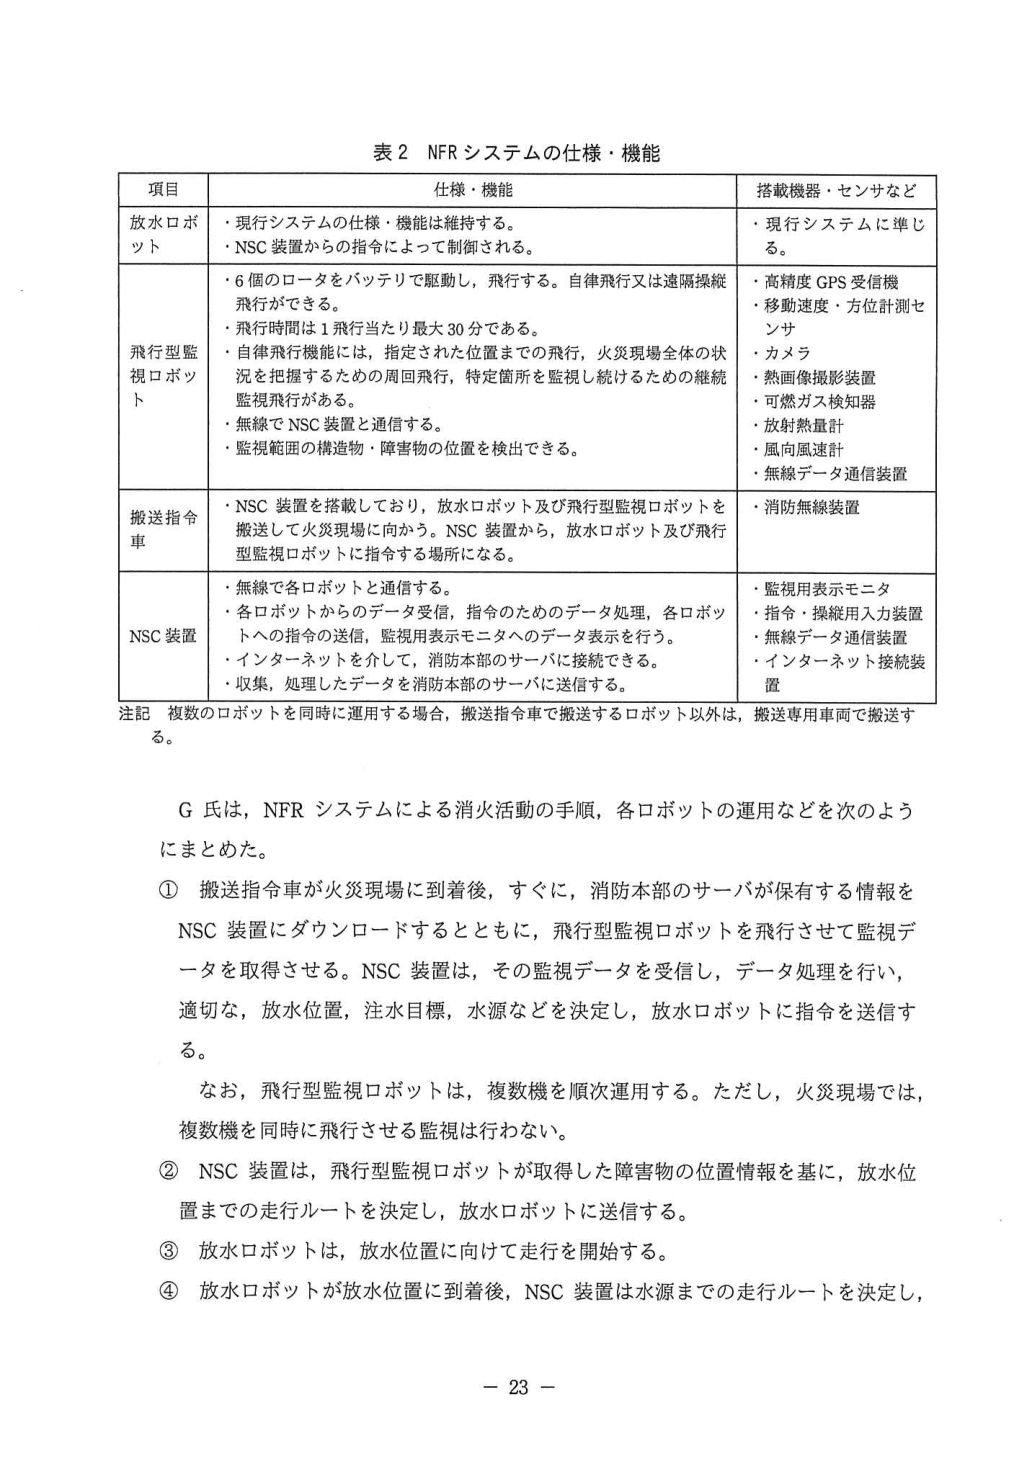 表2 NFRシステムの仕様・機能
項目
仕様・機能
搭載機器・センサなど
放水ロボ
ット
・現行システムの仕様・機能は維持する。
・NSC 装置からの指令によって制御される。
・現行システムに準じ
る。
飛行型監
視ロボッ
ト
・6個のロータをバッテリで駆動し，飛行する。自律飛行又は遠隔操縦
飛行ができる。
・飛行時間は1飛行当たり最大30分である。
・自律飛行機能には，指定された位置までの飛行，火災現場全体の状
況を把握するための周回飛行，特定箇所を監視し続けるための継続
監視飛行がある。
・無線でNSC装置と通信する。
・監視範囲の構造物・障害物の位置を検出できる。
・高精度 GPS 受信機
・移動速度・方位計測セ
ンサ
・カメラ
・熱画像撮影装置
・可燃ガス検知器
・放射熱量計
・風向風速計
・無線データ通信装置
搬送指令
車
・NSC 装置を搭載しており，放水ロボット及び飛行型監視ロボットを
搬送して火災現場に向かう。NSC 装置から，放水ロボット及び飛行
型監視ロボットに指令する場所になる。
・消防無線装置
NSC 装置
・無線で各ロボットと通信する。
・各ロボットからのデータ受信，指令のためのデータ処理，各ロボッ
トへの指令の送信，監視用表示モニタへのデータ表示を行う。
・インターネットを介して，消防本部のサーバに接続できる。
・収集，処理したデータを消防本部のサーバに送信する。
・監視用表示モニタ
・指令・操縦用入力装置
・無線データ通信装置
・インターネット接続装
置
注記 複数のロボットを同時に運用する場合，搬送指令車で搬送するロボット以外は，搬送専用車両で搬送す
る。
G 氏は，NFR システムによる消火活動の手順，各ロボットの運用などを次のよう
にまとめた。
① 搬送指令車が火災現場に到着後，すぐに，消防本部のサーバが保有する情報を
NSC 装置にダウンロードするとともに，飛行型監視ロボットを飛行させて監視デ
ータを取得させる。NSC 装置は，その監視データを受信し，データ処理を行い，
適切な，放水位置，注水目標，水源などを決定し，放水ロボットに指令を送信す
る。
なお，飛行型監視ロボットは，複数機を順次運用する。ただし，火災現場では，
複数機を同時に飛行させる監視は行わない。
② NSC 装置は，飛行型監視ロボットが取得した障害物の位置情報を基に，放水位
置までの走行ルートを決定し，放水ロボットに送信する。
③ 放水ロボットは，放水位置に向けて走行を開始する。
④ 放水ロボットが放水位置に到着後，NSC 装置は水源までの走行ルートを決定し，
－ 23 －